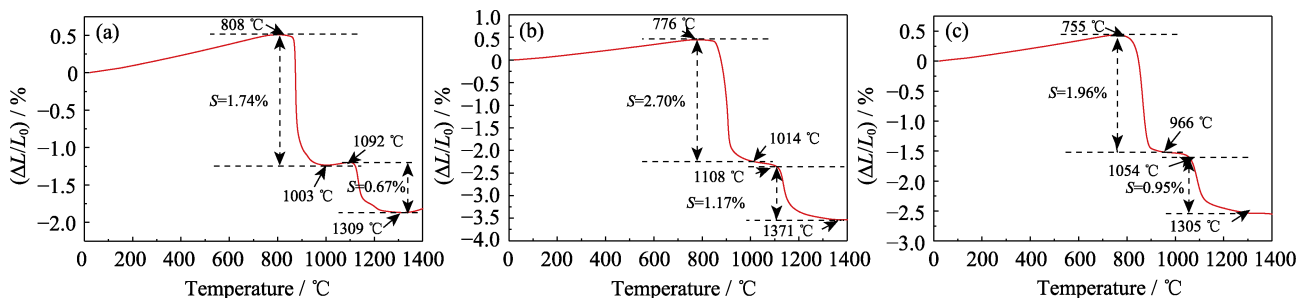 (a)
808 ℃
0.5
0
−0.5
−1.0
−1.5
−2.0
(ΔL/L0) / %
S=1.74%
1092 ℃
1003 ℃
S=0.67%
1309 ℃
0 200 400 600 800 1000 1200 1400
Temperature / ℃
(b)
776℃
1.5
0.5
0
−0.5
−1.0
−1.5
−2.0
−2.5
−3.5
−4.0
(ΔL/L0) / %
S=2.70%
1014 ℃
1108 ℃
S=1.17%
1371 ℃
0 200 400 600 800 1000 1200 1400
Temperature / ℃
(c)
755℃
0.5
0
−0.5
−1.0
−1.5
−2.0
−2.5
−3.0
(ΔL/L0) / %
S=1.96%
966 ℃
1054 ℃
S=0.95%
1305 ℃
0 200 400 600 800 1000 1200 1400
Temperature / ℃